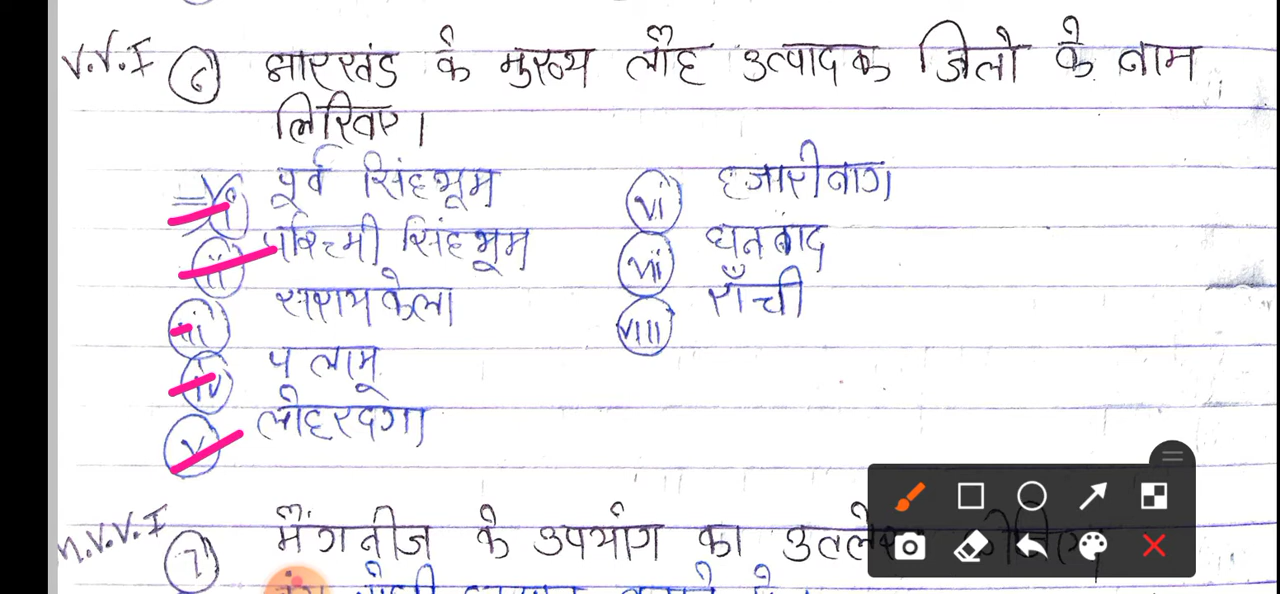 V.V.I (6) झारखंड के मुख्य लौह उत्पादक जिलो के नाम
लिखिए।
=> (i) पूर्व सिंहभूम
(ii) पश्चिमी सिंहभूम
(iii) सरायकेला
(iv) पलामू
(v) लोहरदगा
(vi) हजारीबाग
(vii) धनबाद
(viii) राँची
n.V.V.I (7) मैंगनीज के उपयोग का